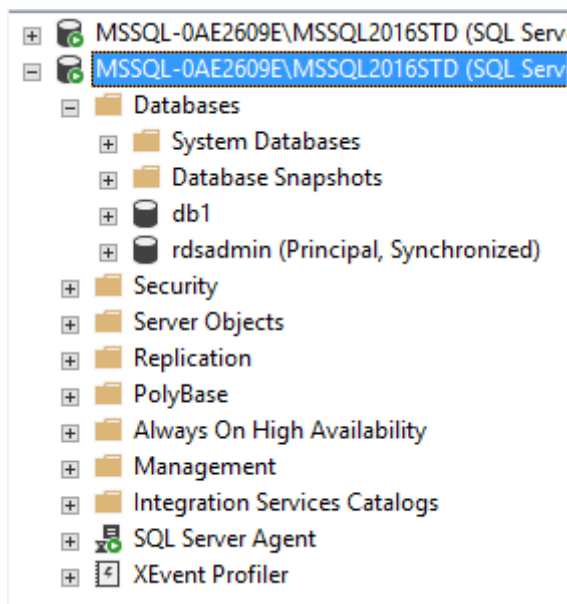 MSSQL-0AE2609E\MSSQL2016STD (SQL Serv
MSSQL-0AE2609E\MSSQL2016STD (SQL Serv
Databases
System Databases
Database Snapshots
db1
rdsadmin (Principal, Synchronized)
Security
Server Objects
Replication
PolyBase
Always On High Availability
Management
Integration Services Catalogs
SQL Server Agent
XEvent Profiler